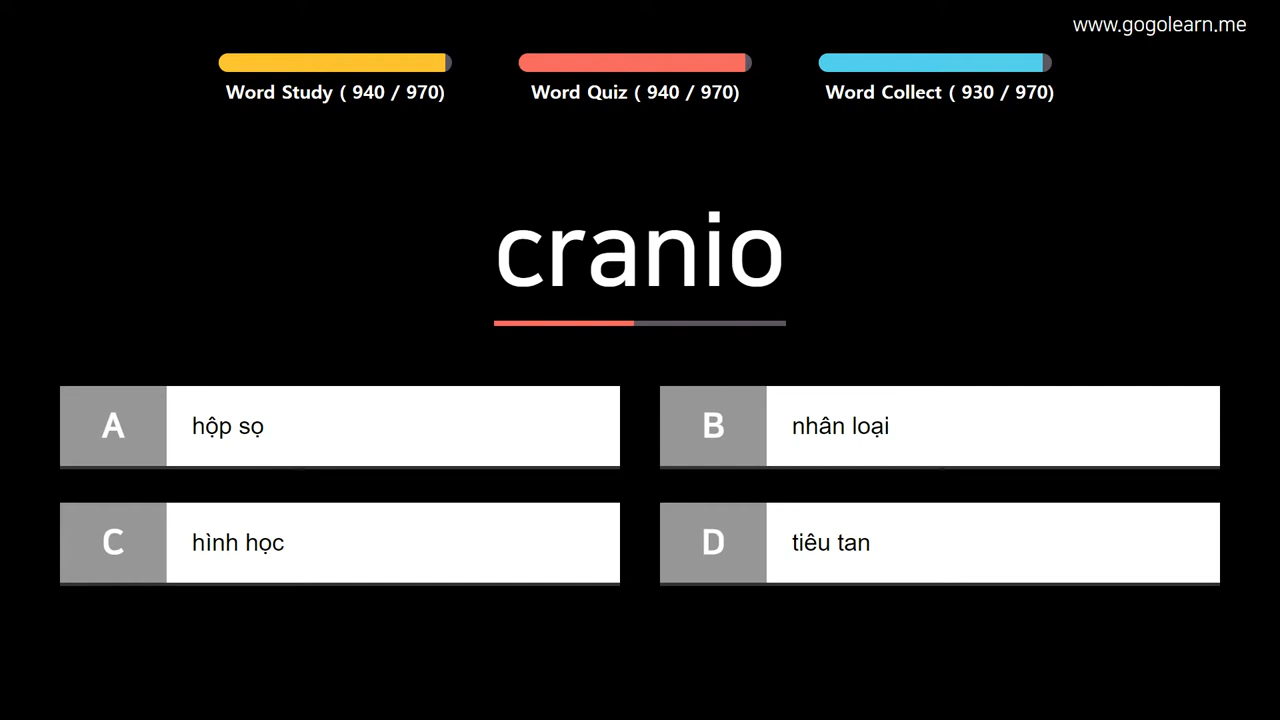 www.gogolearn.me
Word Study ( 940 / 970)
Word Quiz ( 940 / 970)
Word Collect ( 930 / 970)
cranio
A hộp sọ
B nhân loại
C hình học
D tiêu tan